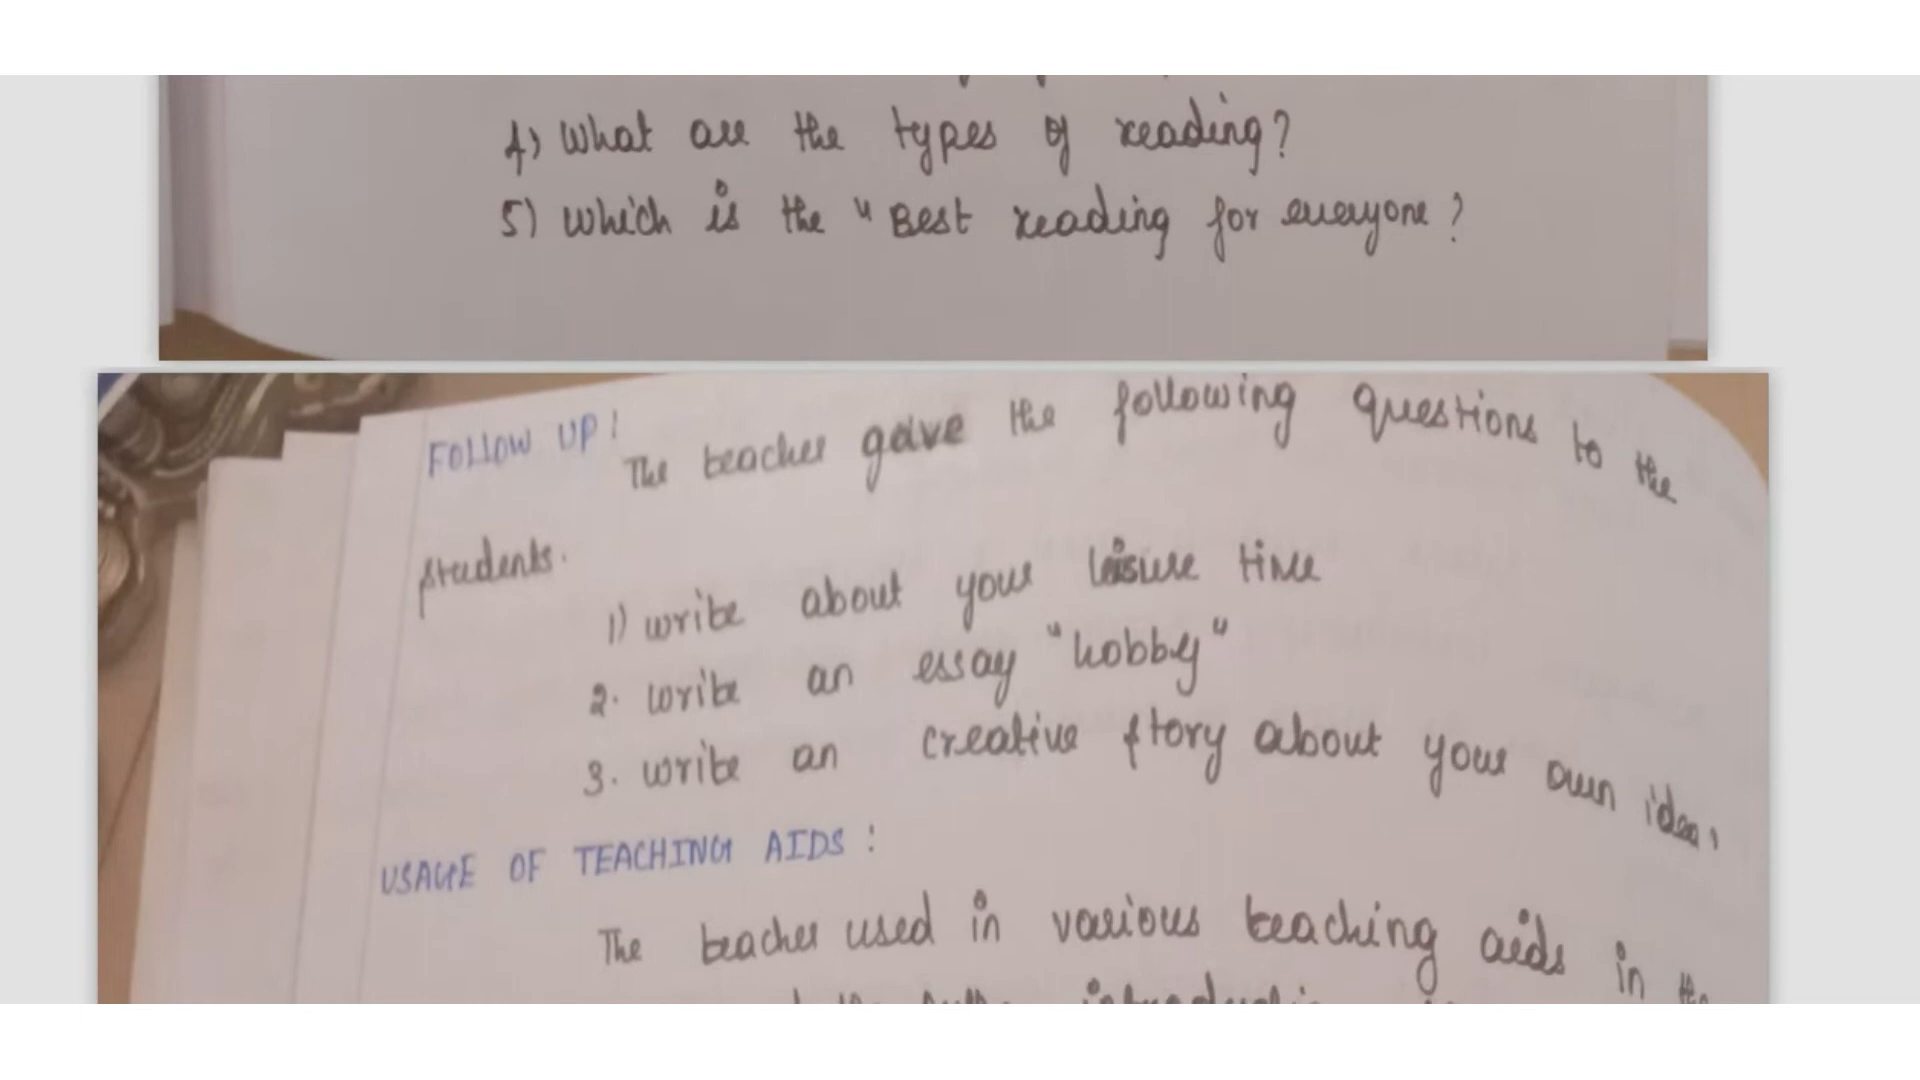 4) What are the types of reading?
5) Which is the "Best reading for everyone?
FOLLOW UP:
The teacher gave the following questions to the
students.
1) write about your leisure time
2. write an essay "hobby"
3. write an creative story about your own idea,
USAGE OF TEACHING AIDS :
The teacher used in various teaching aids in the